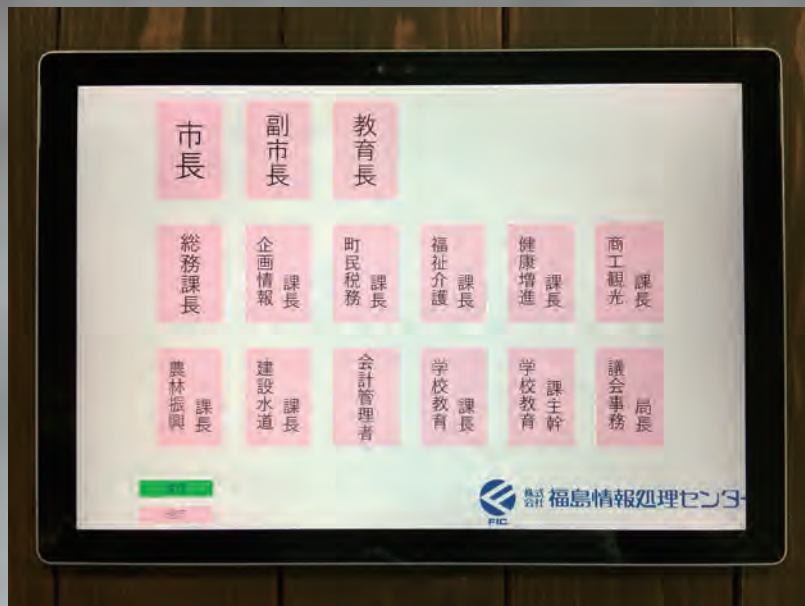 市長
副市長
教育長
総務課長
企画情報
課長
町民税務
課長
福祉介護
課長
健康増進
課長
商工観光
課長
農林振興
課長
建設水道
課長
会計管理者
学校教育
課長
学校教育
課主幹
議会事務
局長
FIC
株式会社 福島情報処理センター